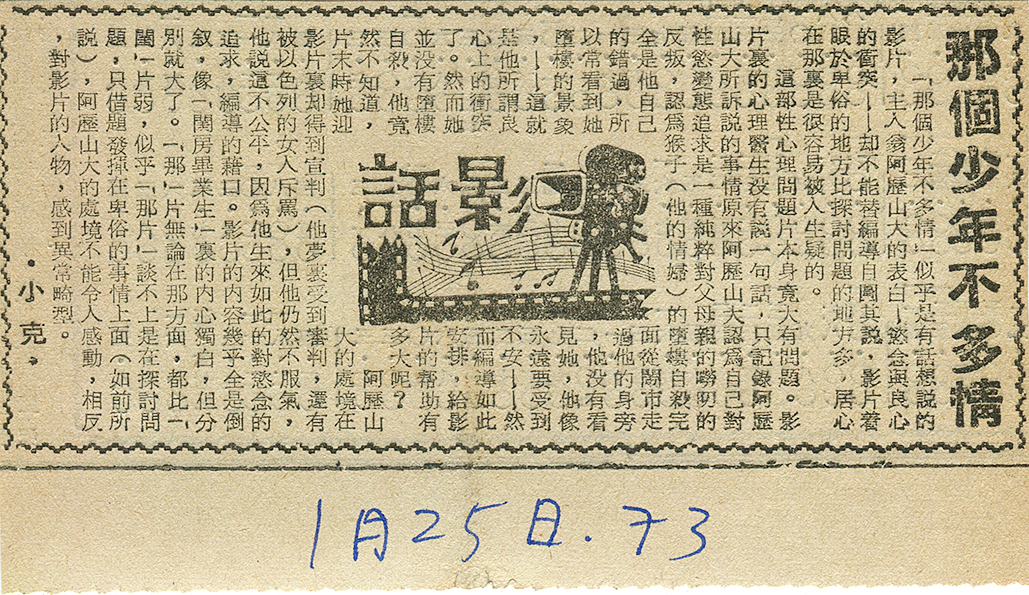 那個少年不多情
「那個少年不多情」似乎是有話想說的
影片,主人翁阿歷山大的表白——慾念與良心
的衝突——却不能替編導自圓其說,影片着
眼於卑俗的地方比探討問題的地方多,居心
在那裏是很容易被人生疑的。
這部性心理問題片本身竟大有問題。影
片裏的心理醫生沒有說一句話,只記錄阿歷
山大所訴說的事情原來阿歷山大認爲自己對
性慾變態追求是一種純粹對父母親的嘮叨的
反叛,認爲猴子(他的情婦)的墮樓自殺完
全是他自己
的錯過,所
以常看到她
墮樓的景象
,——這就
是他所謂良
心上的衝突
了。然而她
並沒有墮樓
自殺,他竟
然不知道,
片末時她迎
影話
面從鬧市走
過他的身旁
,他沒有看
見她,他像
永遠要受到
不安——然
而編導如此
安排,給影
片的幫助有
多大呢?
阿歷山
大的處境在
影片裏却得到宣判(他夢裏受到審判,還有
被以色列的女人斥罵),但他仍然不服氣,
他說這不公平,因爲他生來如此的對慾念的
追求,編導的藉口。影片的內容幾乎全是倒
叙,像「閨房畢業生」裏的內心獨白,但分
別就大了。「那」片無論在那方面,都比「
閨」片弱,似乎「那片」談不上是在探討問
題,只借題發揮在卑俗的事情上面(如前所
說),阿歷山大的處境不能令人感動,相反
,對影片的人物,感到異常畸型。
·小克·
1月25日.73